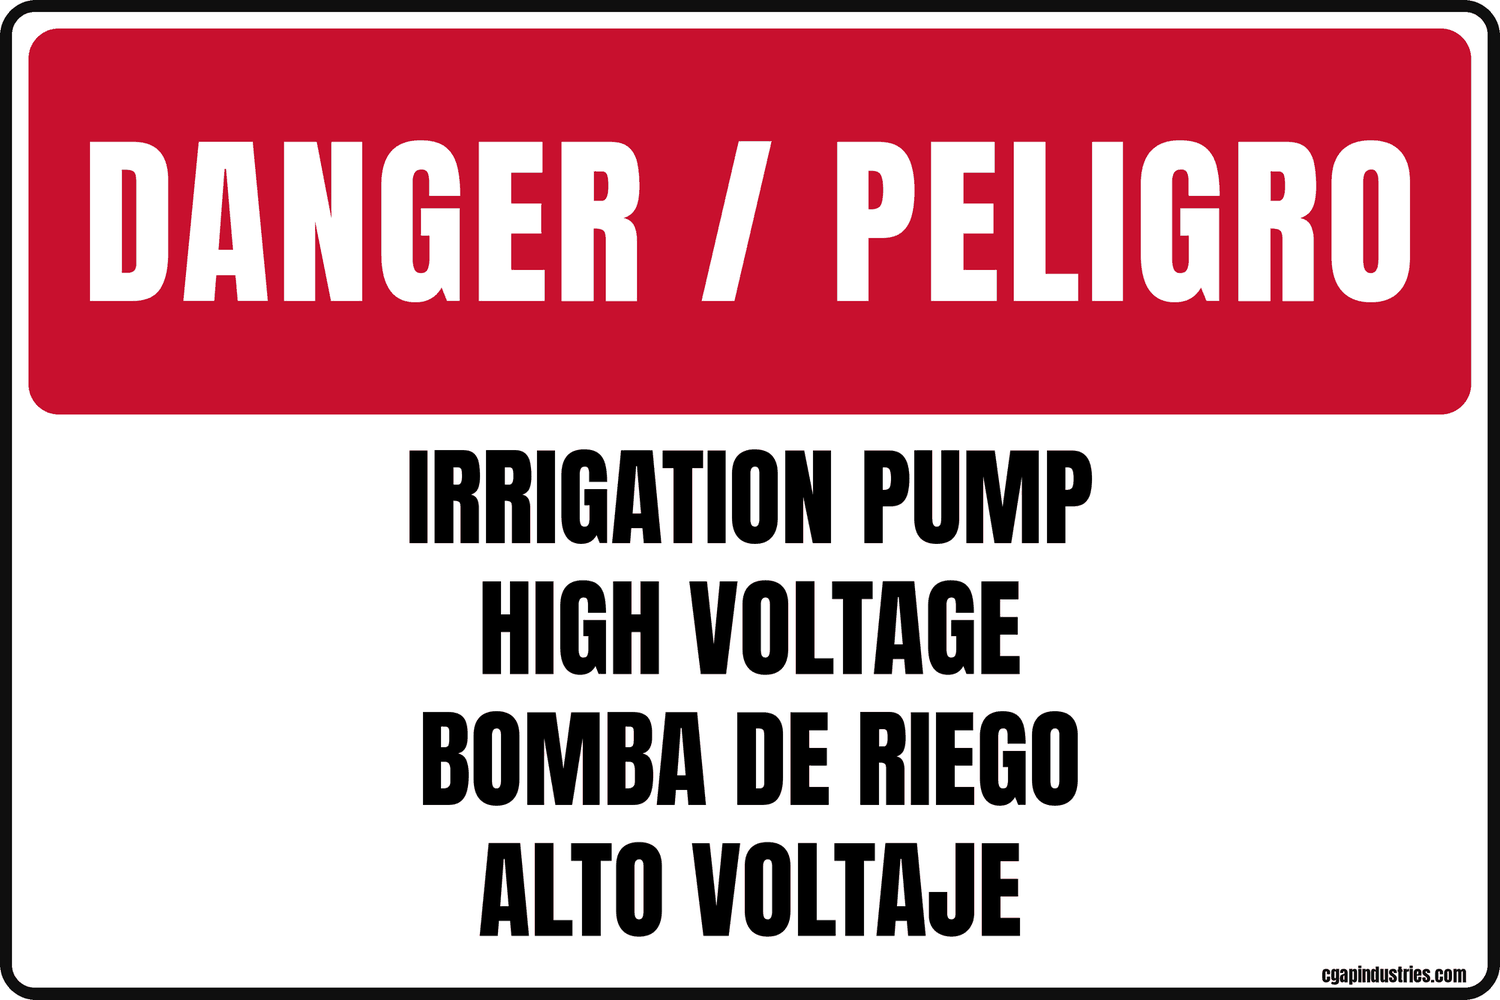 DANGER / PELIGRO
IRRIGATION PUMP
HIGH VOLTAGE
BOMBA DE RIEGO
ALTO VOLTAJE
cgapindustries.com